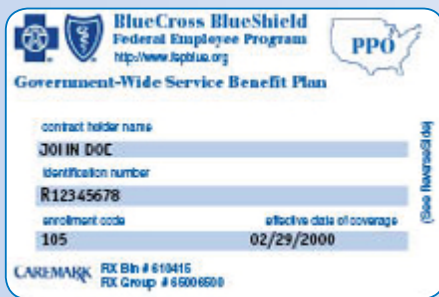 BlueCross BlueShield
Federal Employee Program
http://www.fepblue.org
PPO
Government-Wide Service Benefit Plan
contract holder name
JOHN DOE
identification number
R12345678
enrollment code
effective date of coverage
105
02/29/2000
(See Reverse Side)
CAREMARK
RX Bin # 610415
RX Group # 65006500